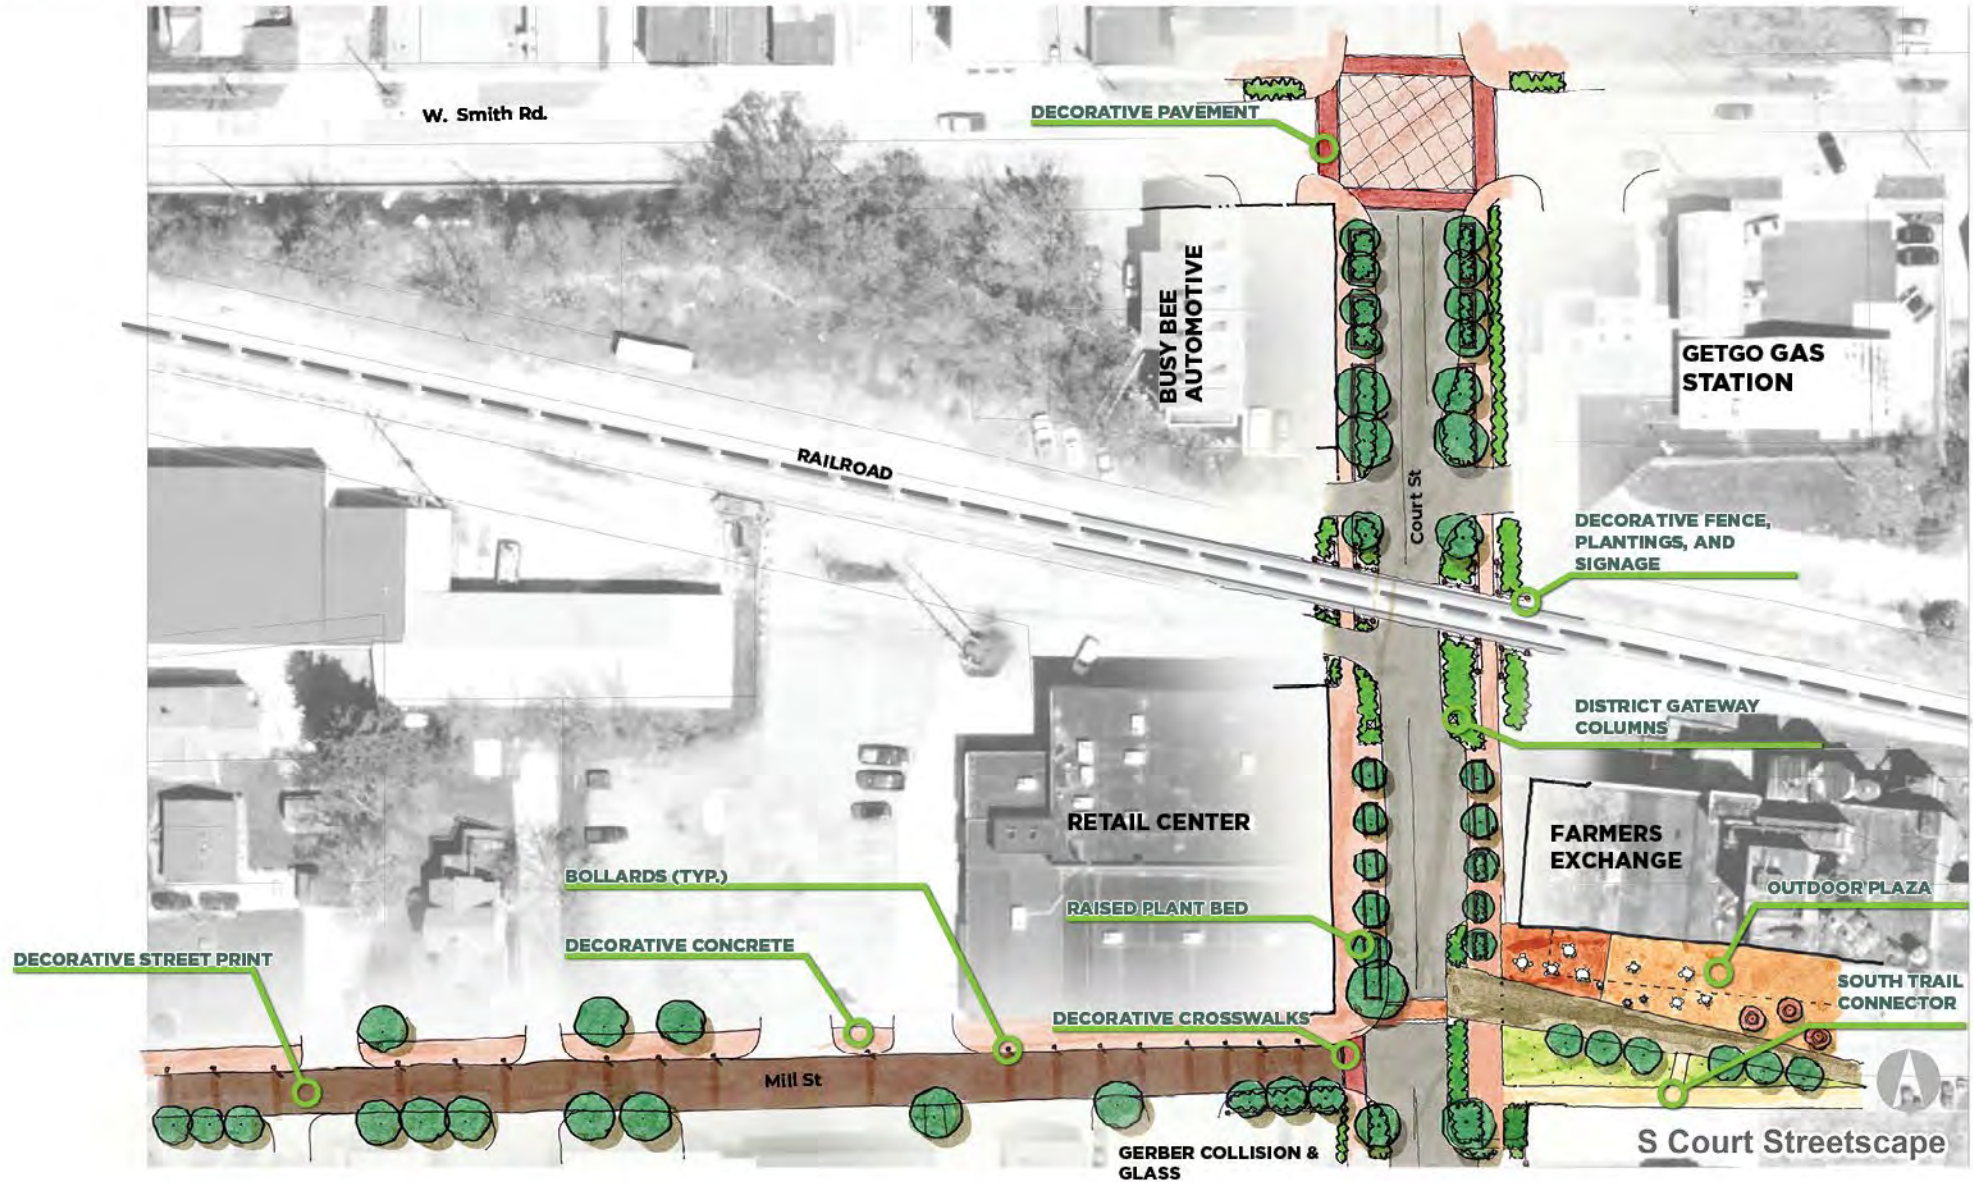 W. Smith Rd.
DECORATIVE PAVEMENT
BUSY BEE
AUTOMOTIVE
GETGO GAS
STATION
RAILROAD
Court St
DECORATIVE FENCE,
PLANTINGS, AND
SIGNAGE
DISTRICT GATEWAY
COLUMNS
RETAIL CENTER
FARMERS
EXCHANGE
BOLLARDS (TYP.)
OUTDOOR PLAZA
RAISED PLANT BED
DECORATIVE CONCRETE
DECORATIVE STREET PRINT
SOUTH TRAIL
CONNECTOR
DECORATIVE CROSSWALKS
Mill St
S Court Streetscape
GERBER COLLISION &
GLASS